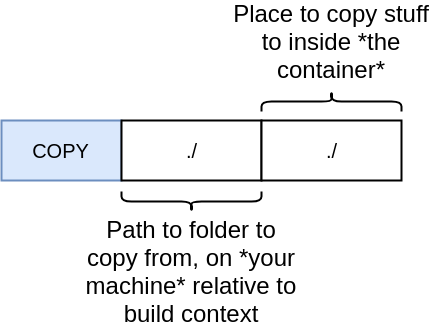 Place to copy stuff
to inside *the
container*
COPY ./ ./
Path to folder to
copy from, on *your
machine* relative to
build context